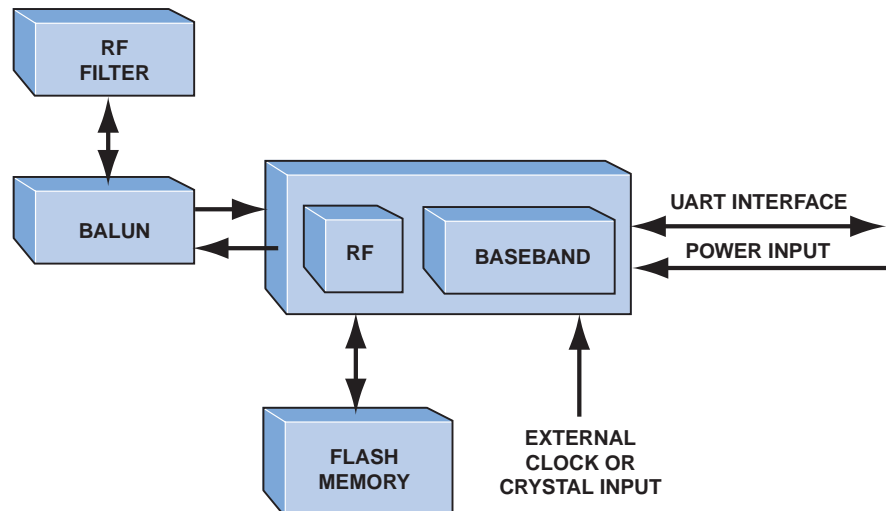 RF
FILTER
BALUN
RF
BASEBAND
UART INTERFACE
POWER INPUT
FLASH
MEMORY
EXTERNAL
CLOCK OR
CRYSTAL INPUT